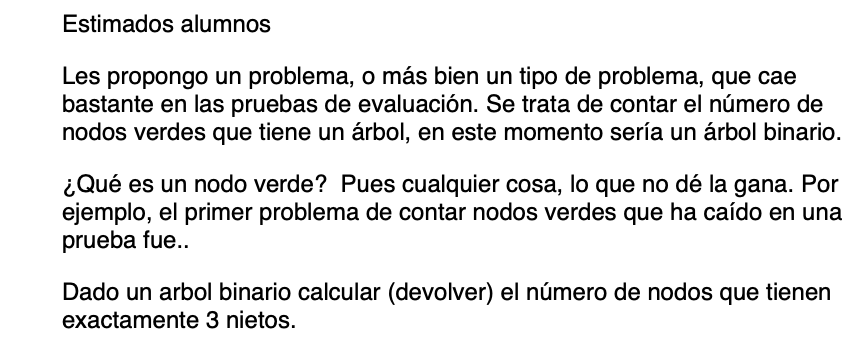 Estimados alumnos
Les propongo un problema, o más bien un tipo de problema, que cae
bastante en las pruebas de evaluación. Se trata de contar el número de
nodos verdes que tiene un árbol, en este momento sería un árbol binario.
¿Qué es un nodo verde?  Pues cualquier cosa, lo que no dé la gana. Por
ejemplo, el primer problema de contar nodos verdes que ha caído en una
prueba fue..
Dado un arbol binario calcular (devolver) el número de nodos que tienen
exactamente 3 nietos.